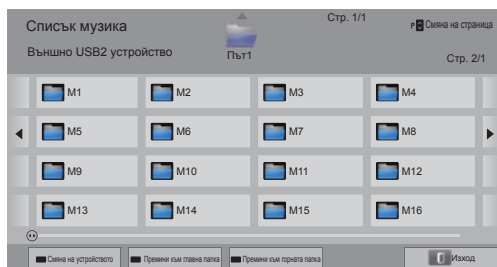 Списък музика
Стр. 1/1
P Смяна на страница
Външно USB2 устройство
Път1
Стр. 2/1
M1 M2 M3 M4
M5 M6 M7 M8
M9 M10 M11 M12
M13 M14 M15 M16
Смяна на устройството Премини към главна папка Премини към горната папка Изход